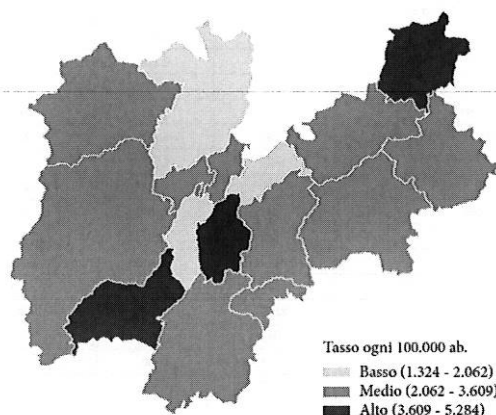 Tasso ogni 100.000 ab.
Basso (1.324 - 2.062)
Medio (2.062 - 3.609)
Alto (3.609 - 5.284)